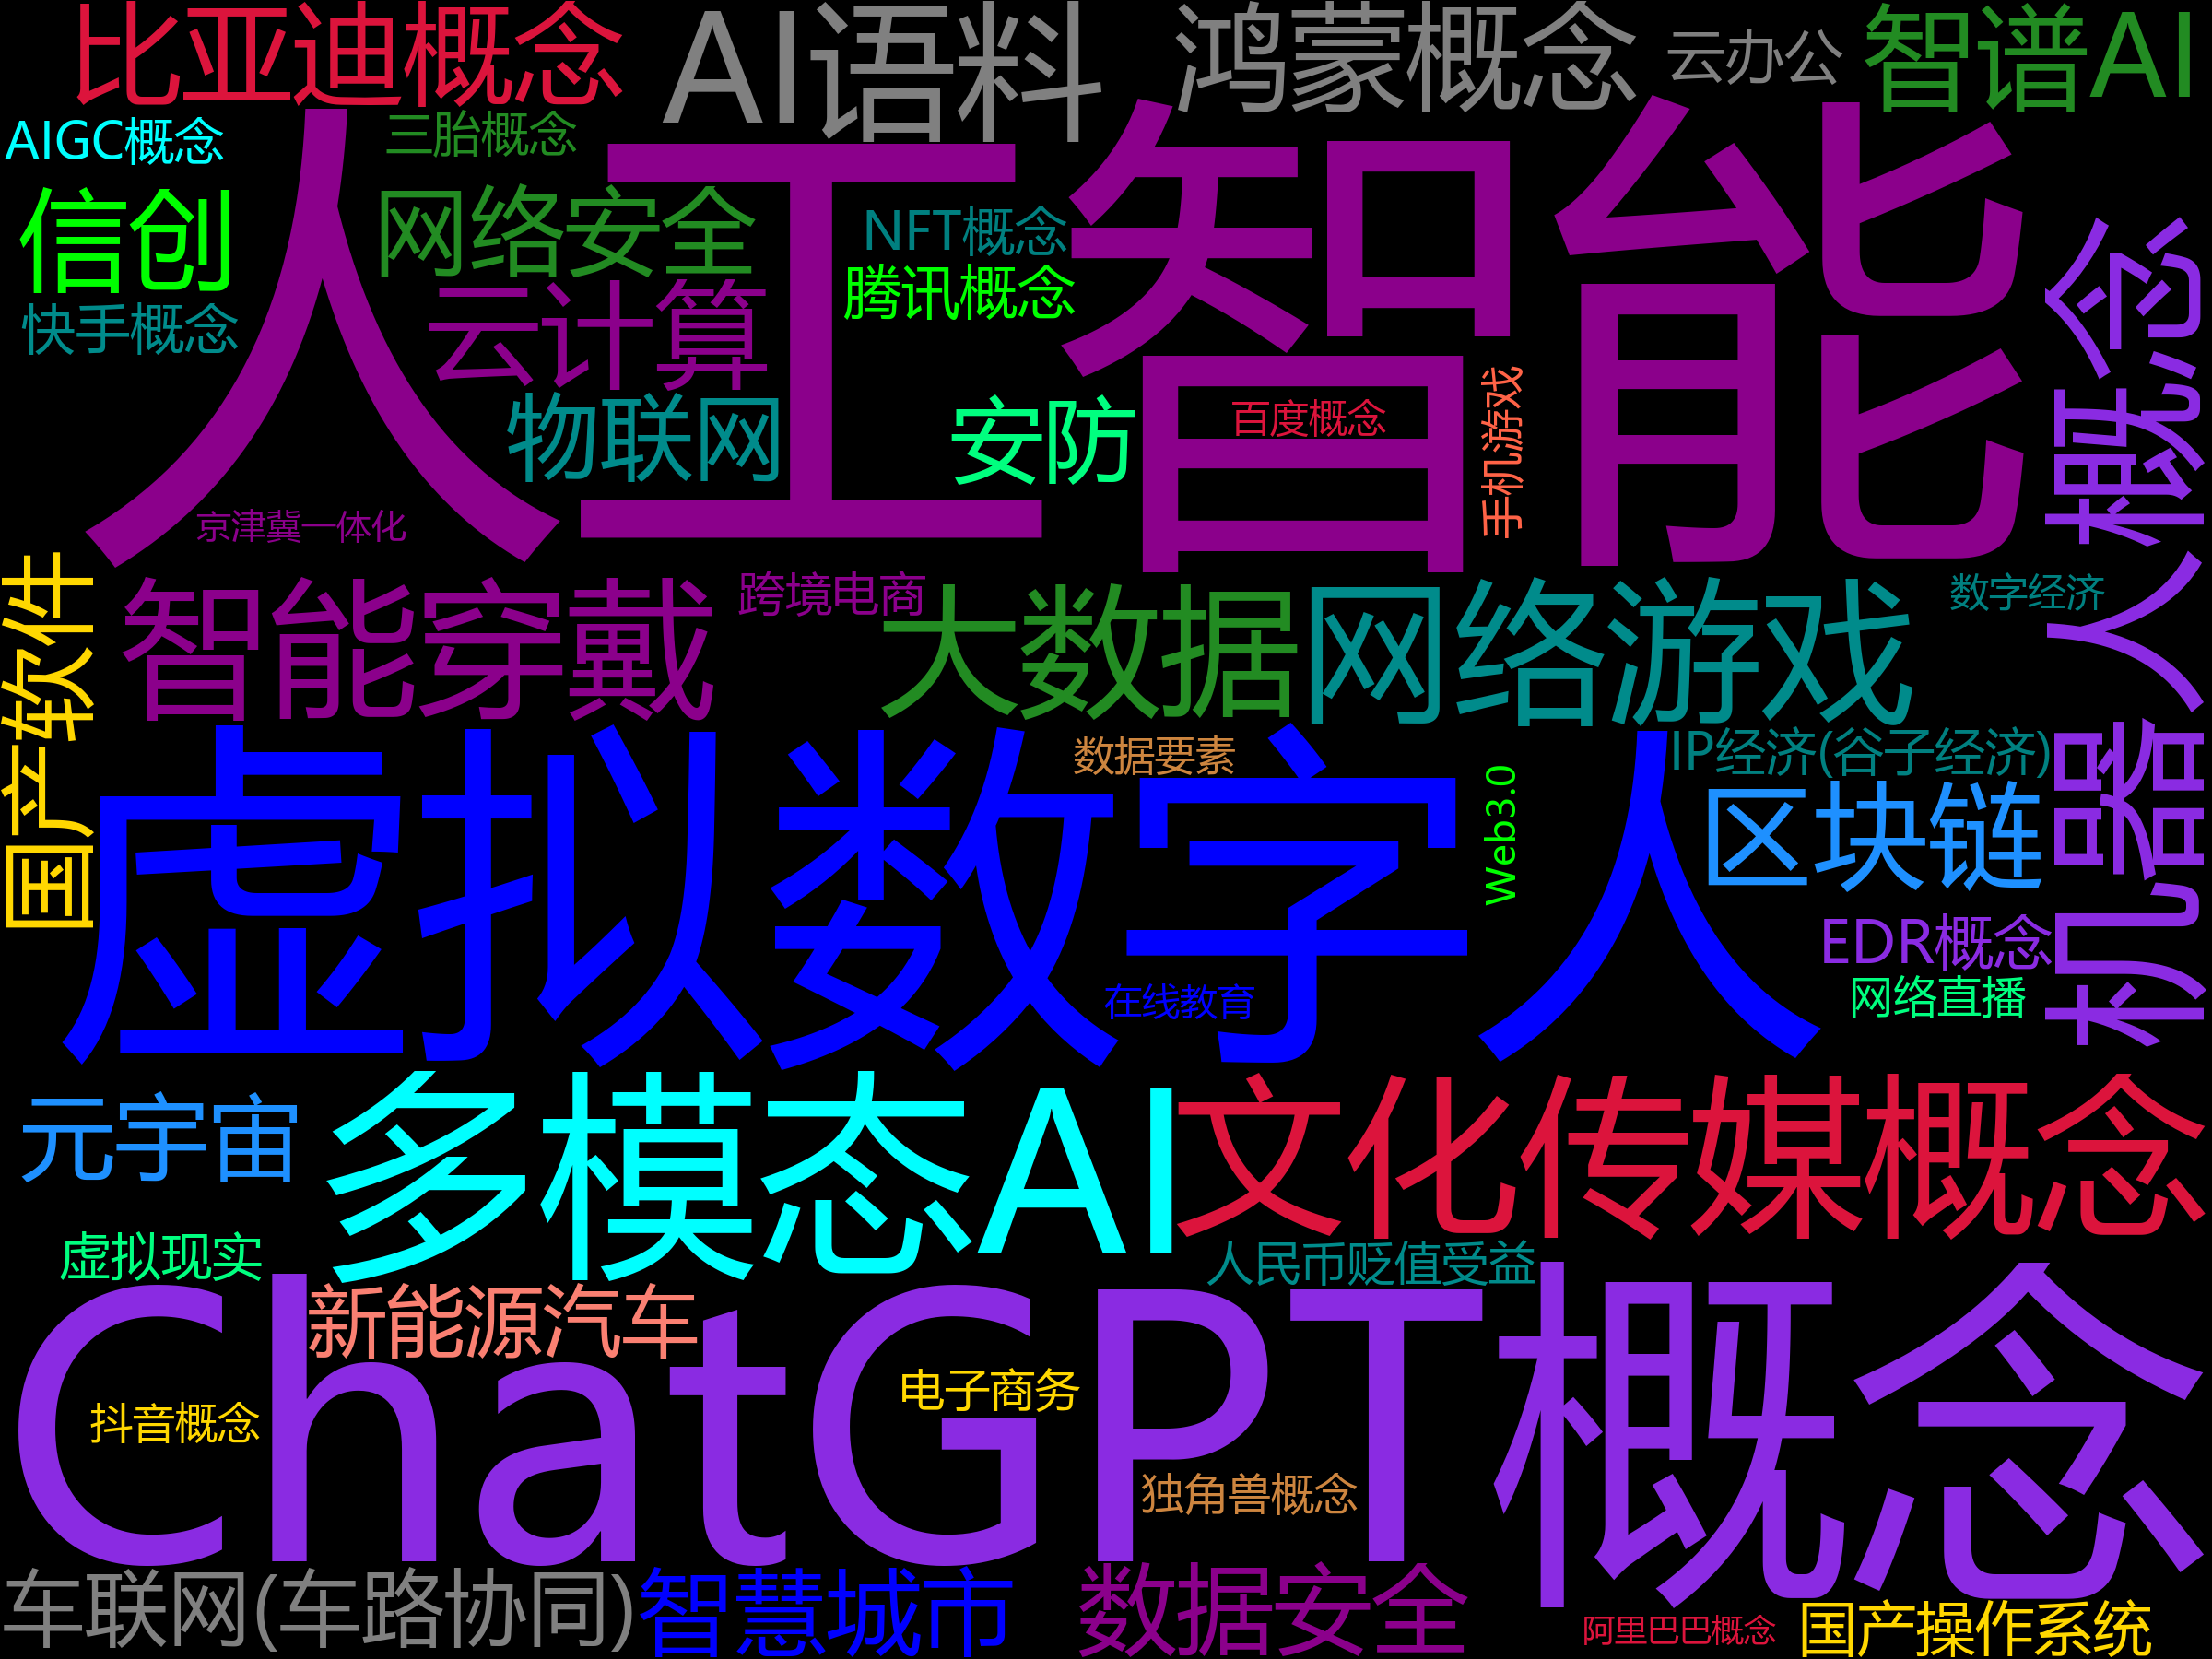 比亚迪概念
AI语料
鸿蒙概念
云办公
智谱AI
AIGC概念
三胎概念
人工智能
信创
网络安全
NFT概念
腾讯概念
快手概念
云计算
物联网
安防
百度概念
手机游戏
机器人概念
京津冀一体化
国产软件
智能穿戴
跨境电商
大数据
网络游戏
数字经济
虚拟数字人
数据要素
Web3.0
IP经济(谷子经济)
区块链
EDR概念
网络直播
在线教育
元宇宙
多模态AI
文化传媒概念
虚拟现实
人民币贬值受益
新能源汽车
ChatGPT概念
抖音概念
电子商务
独角兽概念
车联网(车路协同)
智慧城市
数据安全
阿里巴巴概念
国产操作系统